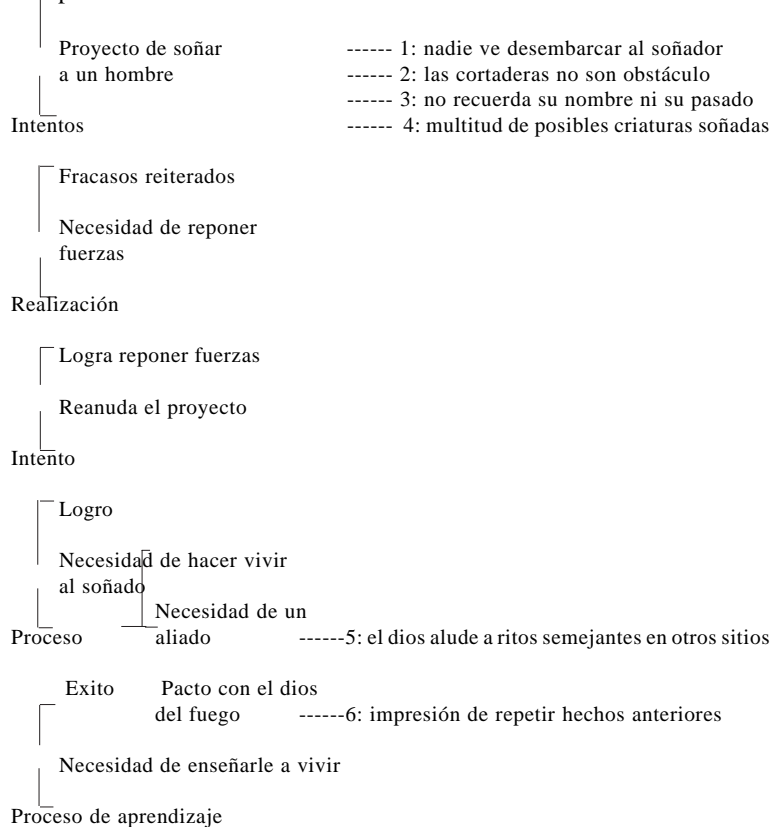 Proyecto de soñar ------ 1: nadie ve desembarcar al soñador
a un hombre ------ 2: las cortaderas no son obstáculo
------ 3: no recuerda su nombre ni su pasado
Intentos ------ 4: multitud de posibles criaturas soñadas
Fracasos reiterados
Necesidad de reponer
fuerzas
Realización
Logra reponer fuerzas
Reanuda el proyecto
Intento
Logro
Necesidad de hacer vivir
al soñado
Necesidad de un
Proceso aliado ------5: el dios alude a ritos semejantes en otros sitios
Exito Pacto con el dios
del fuego ------6: impresión de repetir hechos anteriores
Necesidad de enseñarle a vivir
Proceso de aprendizaje